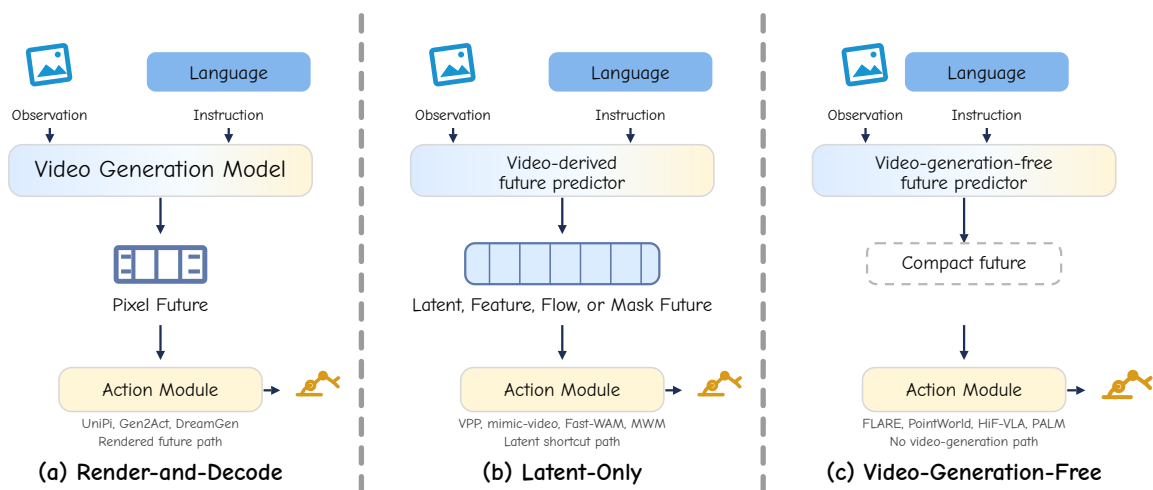 Language
Observation
Instruction
Video Generation Model
Pixel Future
Action Module
UniPi, Gen2Act, DreamGen
Rendered future path
(a) Render-and-Decode
Language
Observation
Instruction
Video-derived
future predictor
Latent, Feature, Flow, or Mask Future
Action Module
VPP, mimic-video, Fast-WAM, MWM
Latent shortcut path
(b) Latent-Only
Language
Observation
Instruction
Video-generation-free
future predictor
Compact future
Action Module
FLARE, PointWorld, HiF-VLA, PALM
No video-generation path
(c) Video-Generation-Free